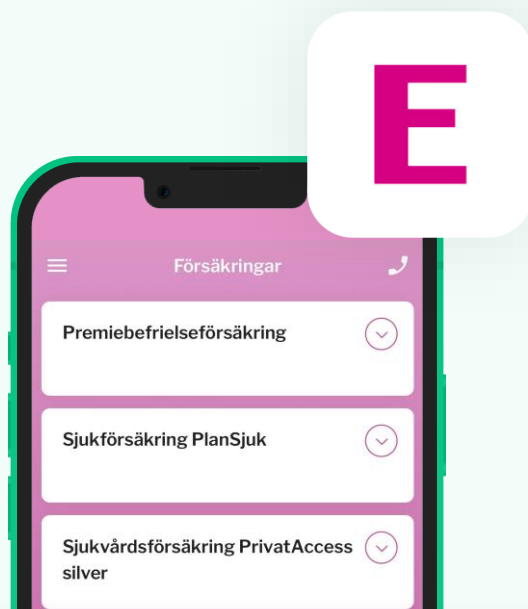 E
Försäkringar
Premiebefrielseförsäkring
Sjukförsäkring PlanSjuk
Sjukvårdsförsäkring PrivatAccess
silver